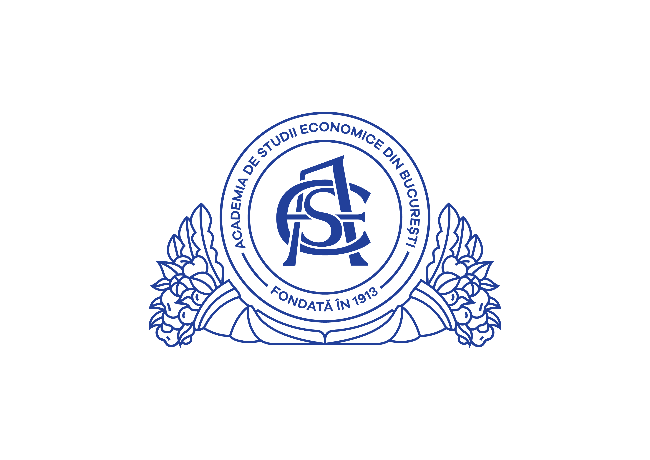 ACADEMIA DE STUDII ECONOMICE DIN BUCUREȘTI
ASE
FONDATĂ ÎN 1913